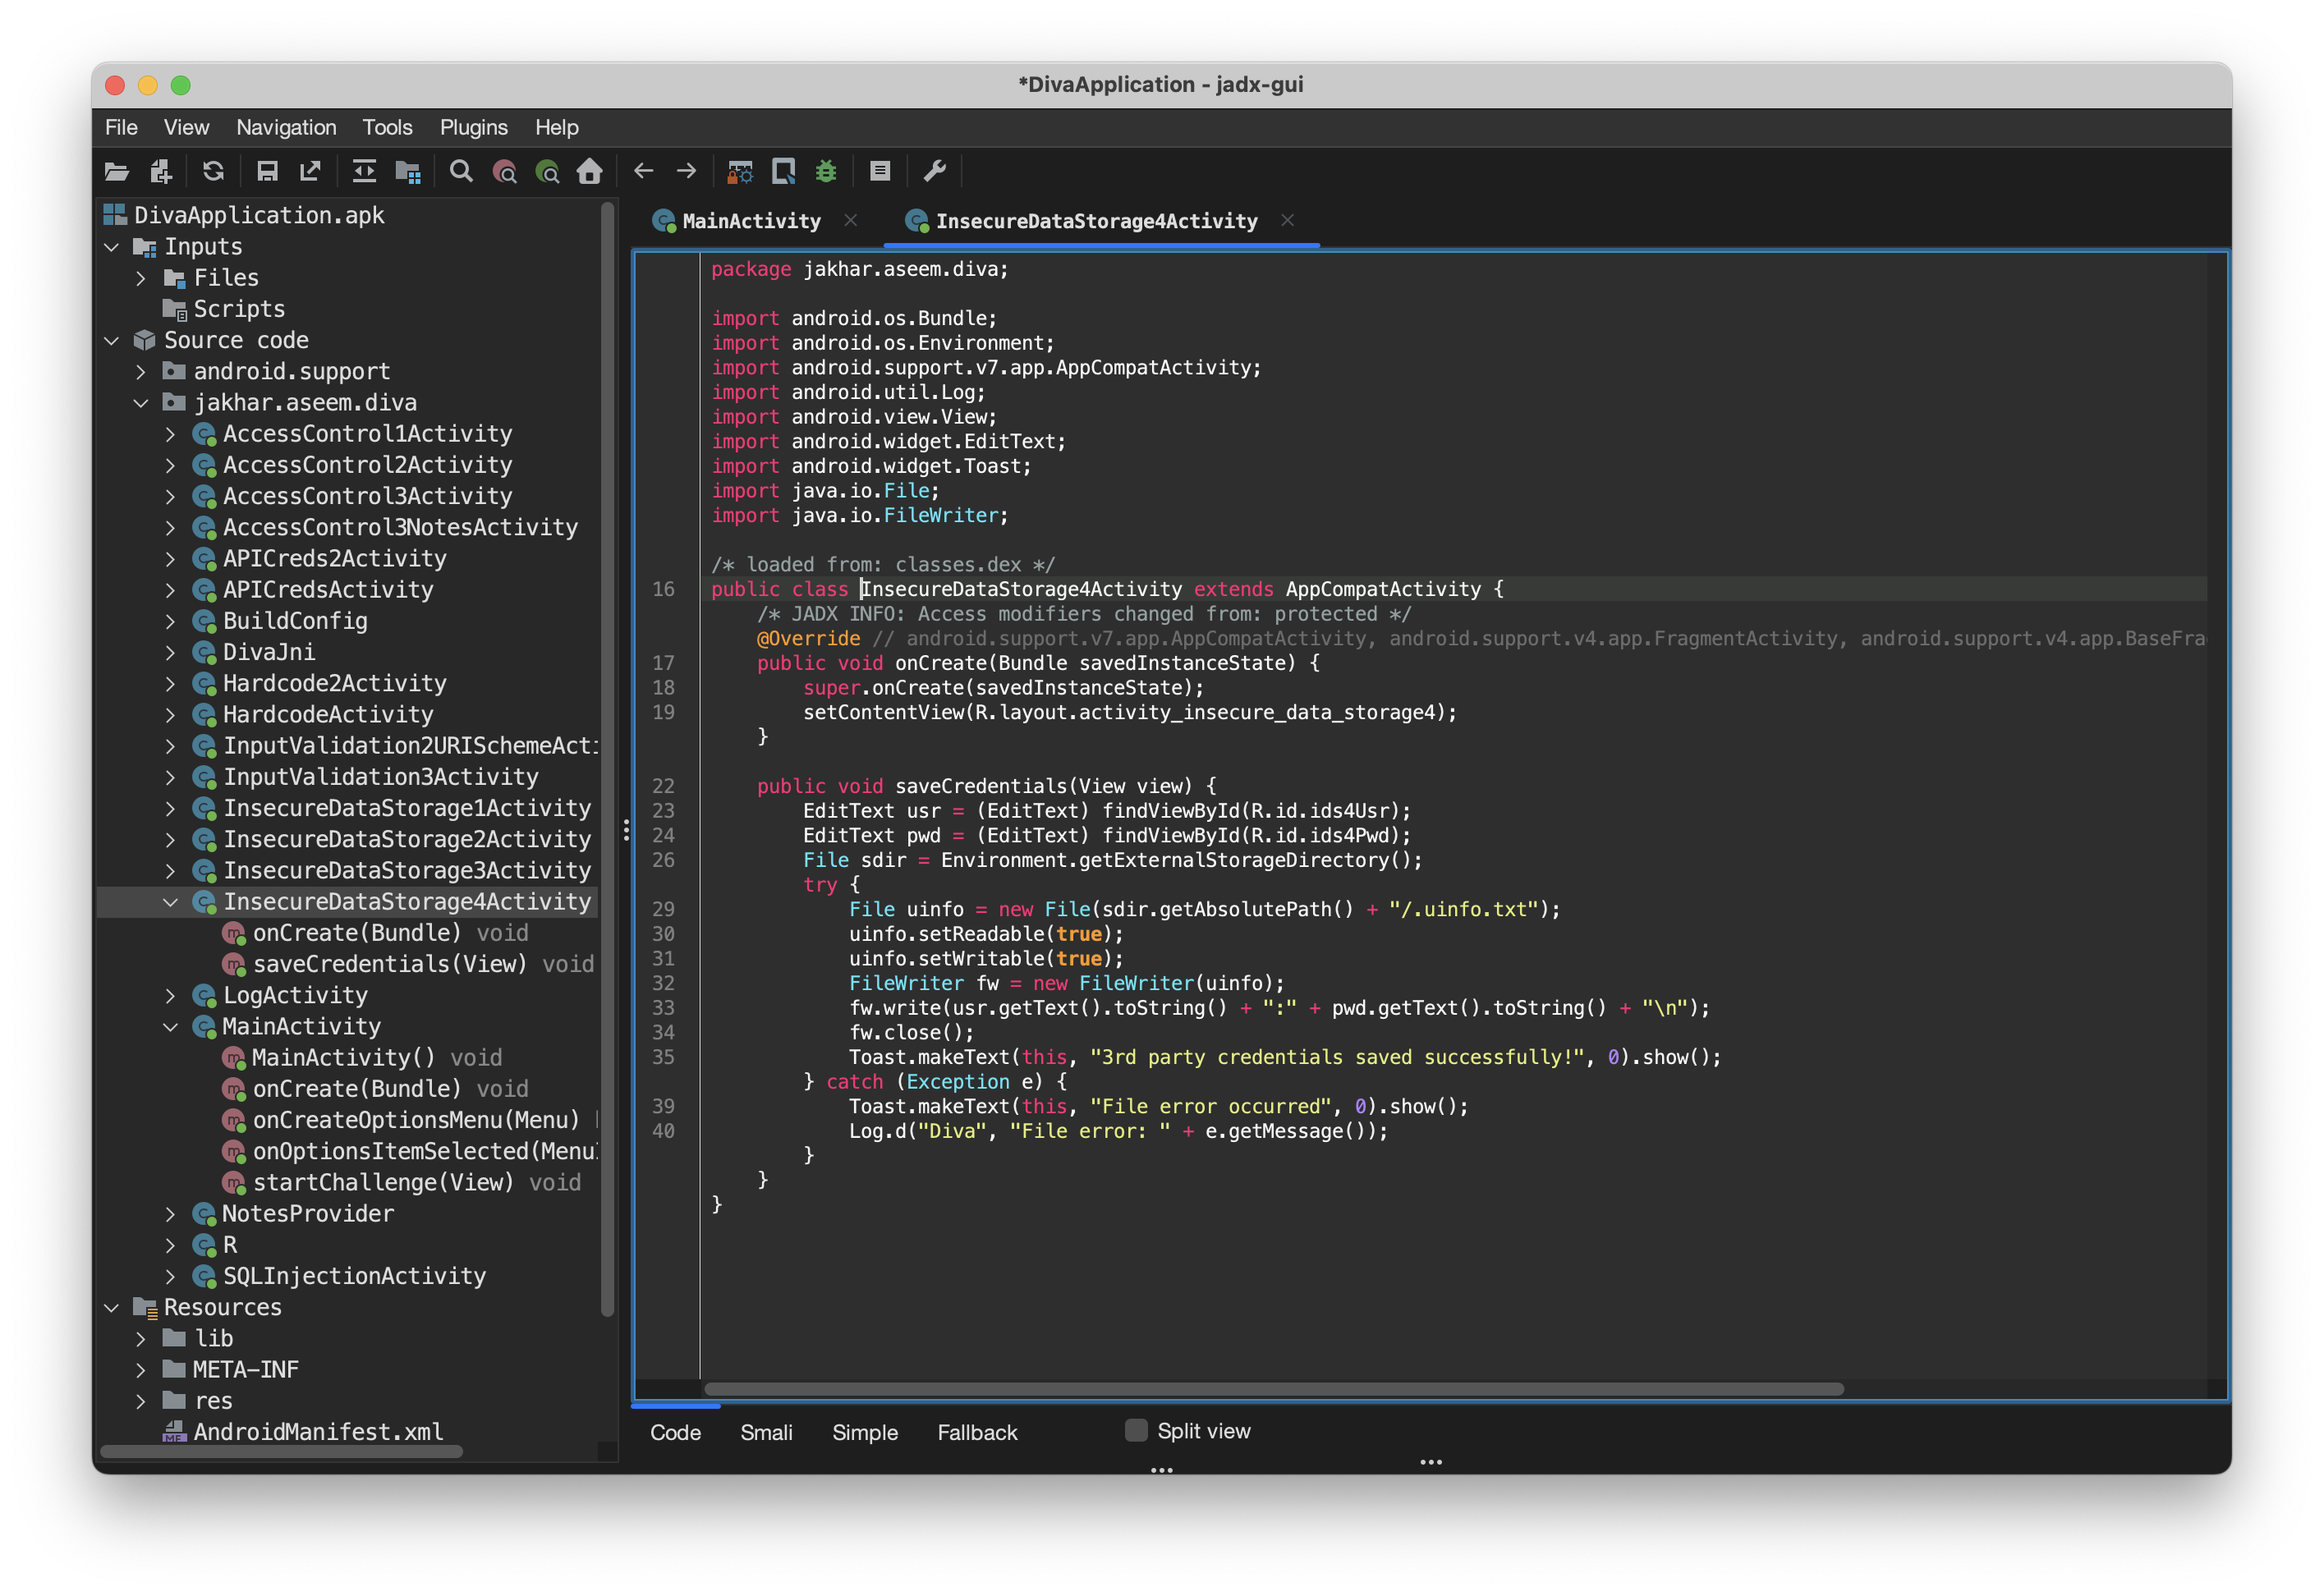 *DivaApplication - jadx-gui
File View Navigation Tools Plugins Help
DivaApplication.apk
Inputs
Files
Scripts
Source code
android.support
jakhar.aseem.diva
AccessControl1Activity
AccessControl2Activity
AccessControl3Activity
AccessControl3NotesActivity
APICreds2Activity
APICredsActivity
BuildConfig
DivaJni
Hardcode2Activity
HardcodeActivity
InputValidation2URISchemeActi
InputValidation3Activity
InsecureDataStorage1Activity
InsecureDataStorage2Activity
InsecureDataStorage3Activity
InsecureDataStorage4Activity
onCreate(Bundle) void
saveCredentials(View) void
LogActivity
MainActivity
MainActivity() void
onCreate(Bundle) void
onCreateOptionsMenu(Menu)
onOptionsItemSelected(Menu
startChallenge(View) void
NotesProvider
R
SQLInjectionActivity
Resources
lib
META-INF
res
AndroidManifest.xml
MainActivity InsecureDataStorage4Activity
package jakhar.aseem.diva;
import android.os.Bundle;
import android.os.Environment;
import android.support.v7.app.AppCompatActivity;
import android.util.Log;
import android.view.View;
import android.widget.EditText;
import android.widget.Toast;
import java.io.File;
import java.io.FileWriter;
/* loaded from: classes.dex */
16 public class InsecureDataStorage4Activity extends AppCompatActivity {
/* JADX INFO: Access modifiers changed from: protected */
@Override // android.support.v7.app.AppCompatActivity, android.support.v4.app.FragmentActivity, android.support.v4.app.BaseFra
17 public void onCreate(Bundle savedInstanceState) {
18 super.onCreate(savedInstanceState);
19 setContentView(R.layout.activity_insecure_data_storage4);
}
22 public void saveCredentials(View view) {
23 EditText usr = (EditText) findViewById(R.id.ids4Usr);
24 EditText pwd = (EditText) findViewById(R.id.ids4Pwd);
26 File sdir = Environment.getExternalStorageDirectory();
try {
29 File uinfo = new File(sdir.getAbsolutePath() + "/.uinfo.txt");
30 uinfo.setReadable(true);
31 uinfo.setWritable(true);
32 FileWriter fw = new FileWriter(uinfo);
33 fw.write(usr.getText().toString() + ":" + pwd.getText().toString() + "\n");
34 fw.close();
35 Toast.makeText(this, "3rd party credentials saved successfully!", 0).show();
} catch (Exception e) {
39 Toast.makeText(this, "File error occurred", 0).show();
40 Log.d("Diva", "File error: " + e.getMessage());
}
}
}
Code Smali Simple Fallback Split view